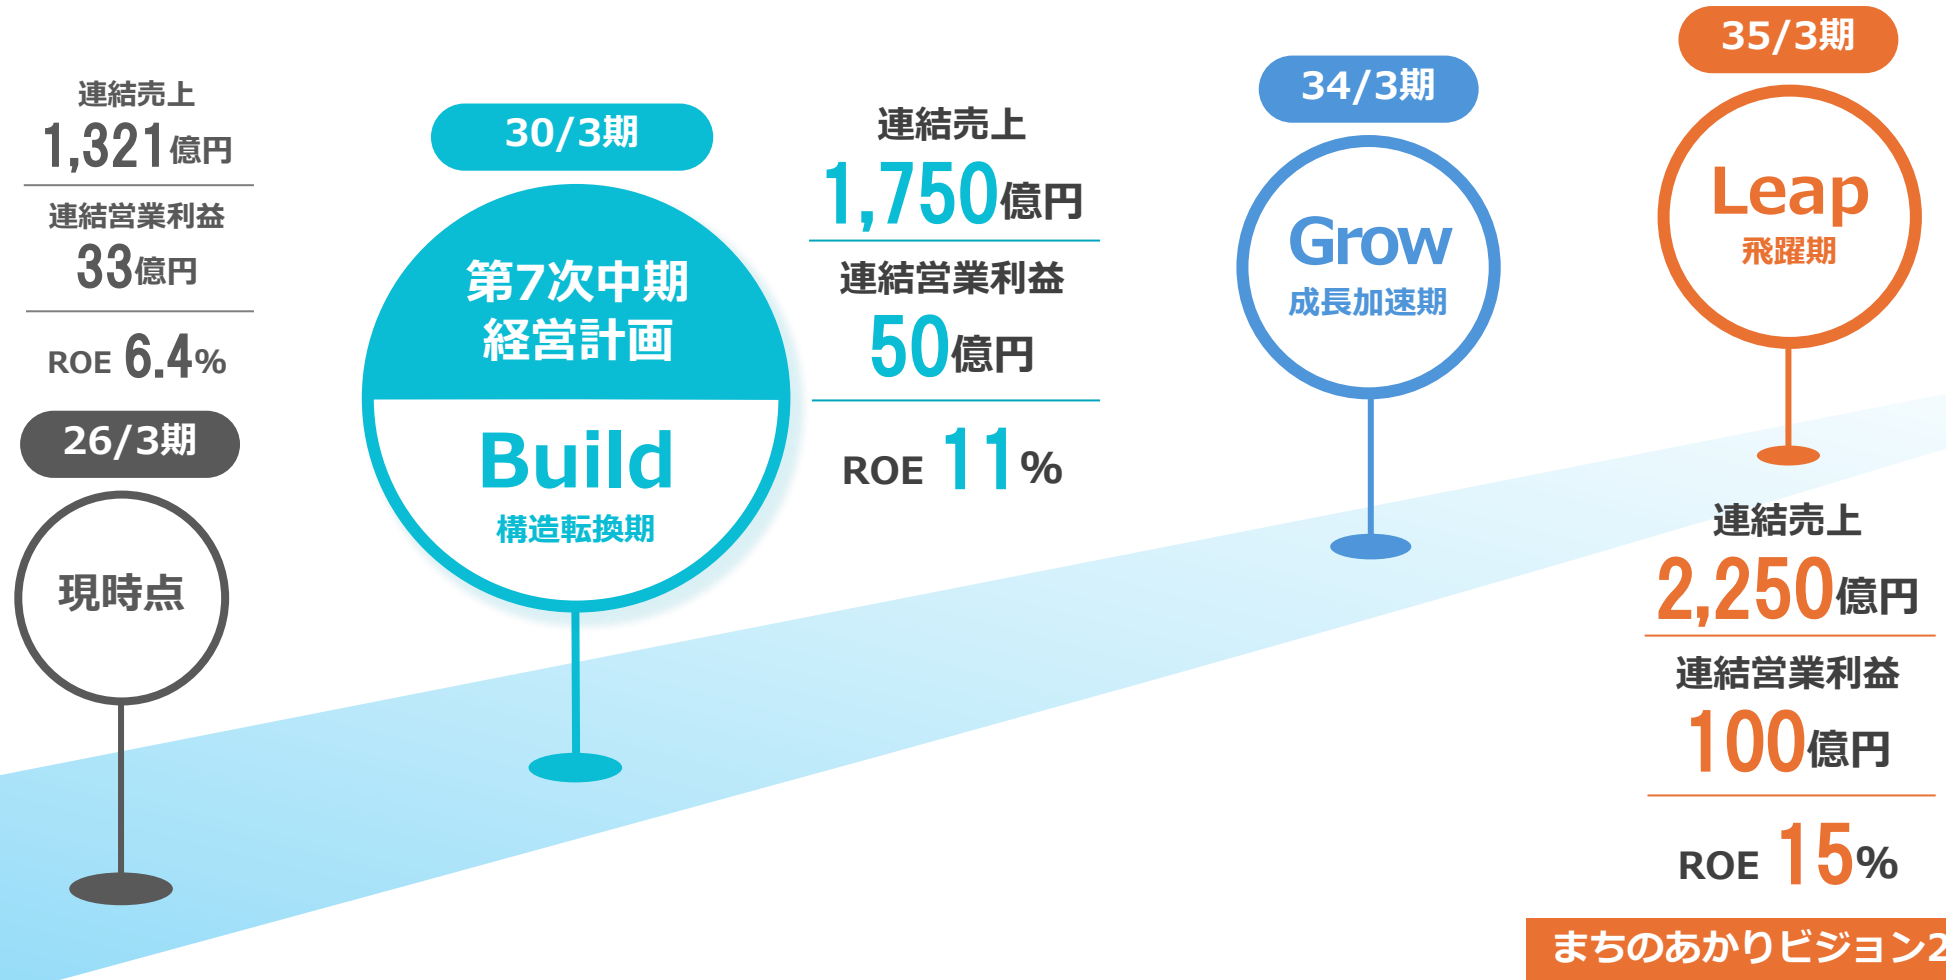 連結売上
1,321億円
連結営業利益
33億円
ROE 6.4%
26/3期
現時点
30/3期
第7次中期
経営計画
Build
構造転換期
連結売上
1,750億円
連結営業利益
50億円
ROE 11%
34/3期
Grow
成長加速期
35/3期
Leap
飛躍期
連結売上
2,250億円
連結営業利益
100億円
ROE 15%
まちのあかりビジョン2